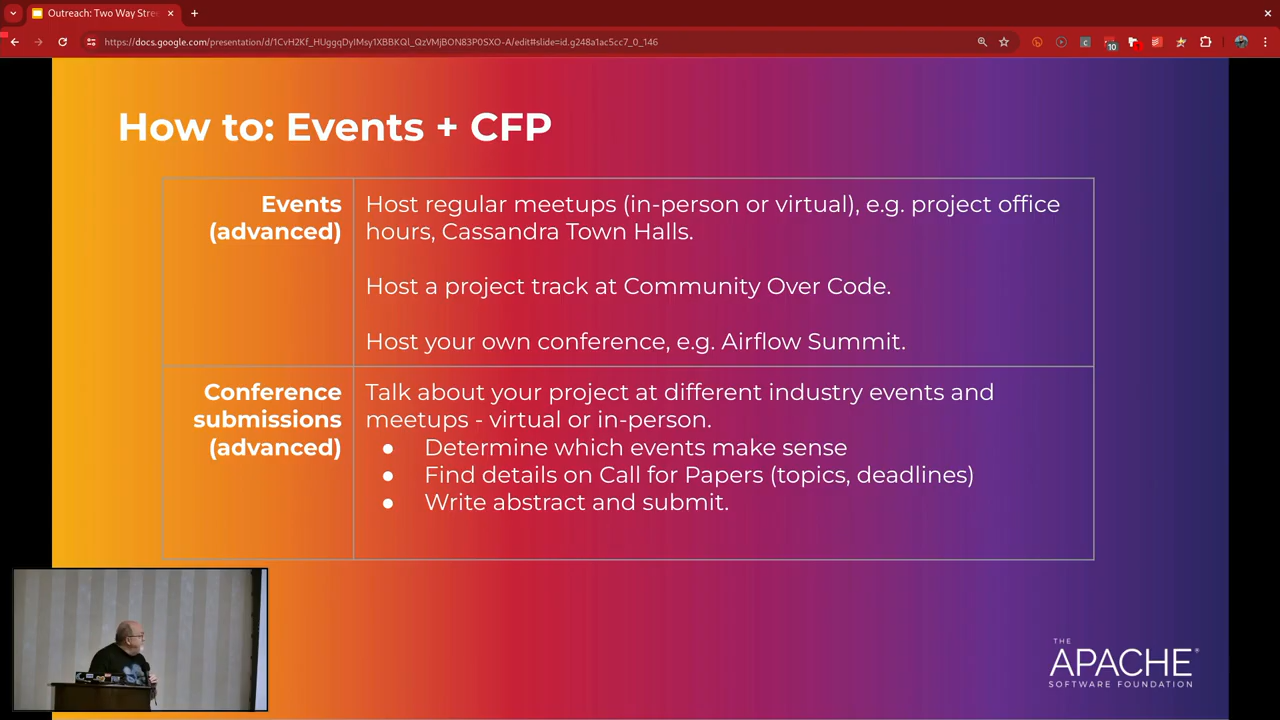 Outreach: Two Way Stre
https://docs.google.com/presentation/d/1CvH2Kf_HUggqDyIMsy1XBBKQl_QzVMjBON83P0SXO-A/edit#slide=id.g248a1ac5cc7_0_146
10
How to: Events + CFP
Events
(advanced)
Host regular meetups (in-person or virtual), e.g. project office
hours, Cassandra Town Halls.
Host a project track at Community Over Code.
Host your own conference, e.g. Airflow Summit.
Conference
submissions
(advanced)
Talk about your project at different industry events and
meetups - virtual or in-person.
● Determine which events make sense
● Find details on Call for Papers (topics, deadlines)
● Write abstract and submit.
THE
APACHE®
SOFTWARE FOUNDATION